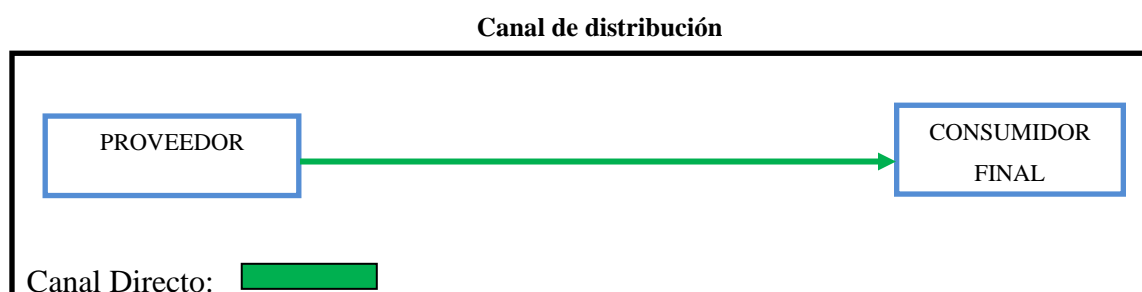 Canal de distribución
PROVEEDOR
CONSUMIDOR
FINAL
Canal Directo: